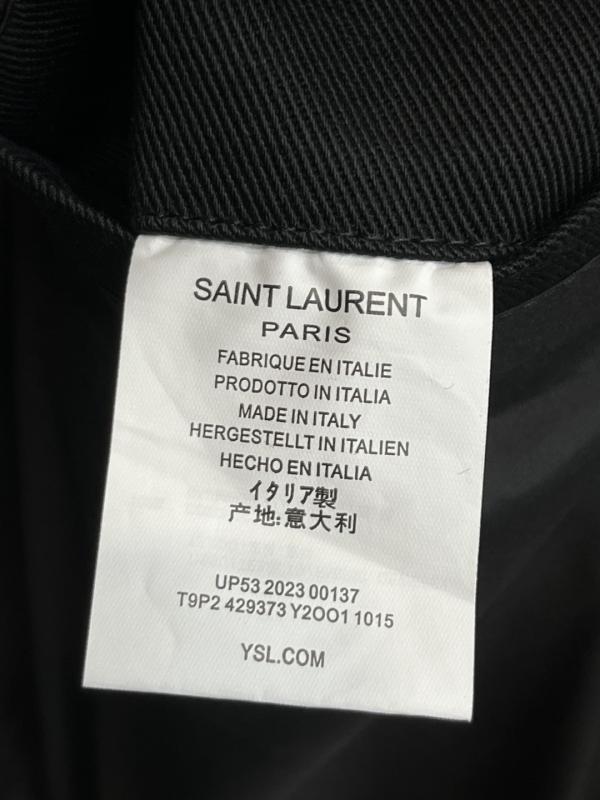 SAINT LAURENT
PARIS
FABRIQUE EN ITALIE
PRODOTTO IN ITALIA
MADE IN ITALY
HERGESTELLT IN ITALIEN
HECHO EN ITALIA
イタリア製
产地:意大利
UP53 2023 00137
T9P2 429373 Y2OO1 1015
YSL.COM